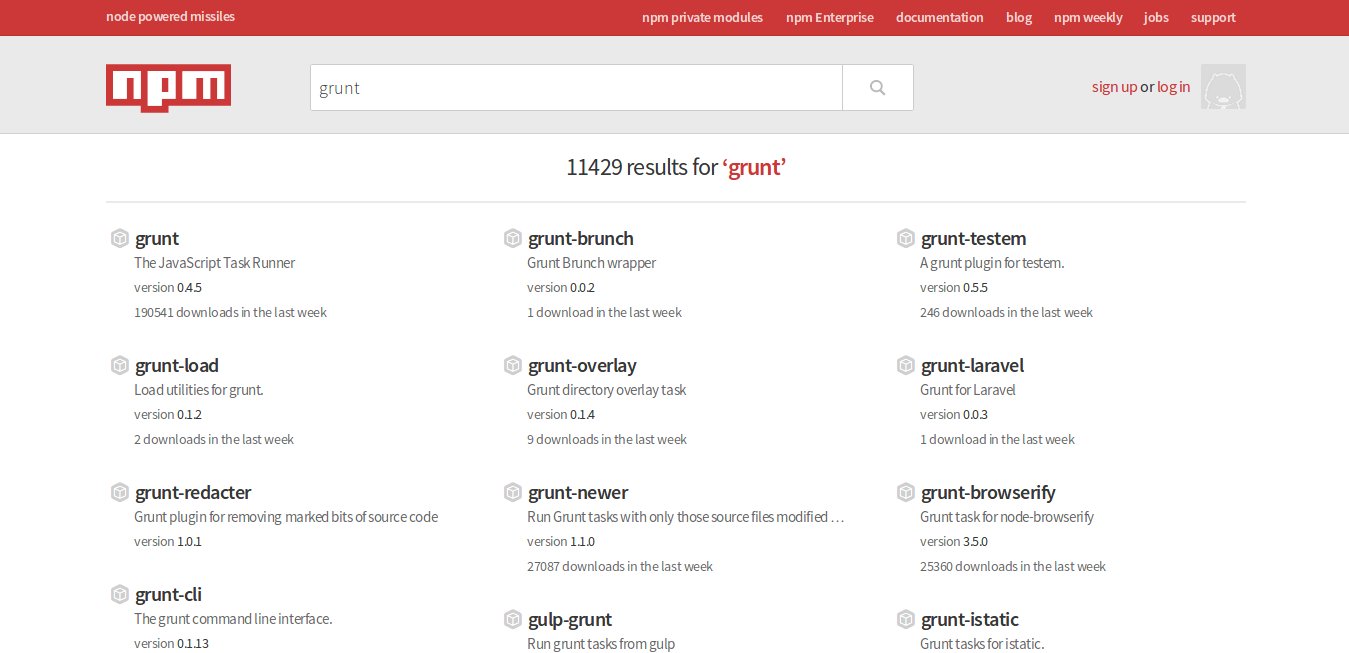 node powered missiles
npm private modules npm Enterprise documentation blog npm weekly jobs support
npm
grunt
sign up or log in
11429 results for ‘grunt’
grunt
The JavaScript Task Runner
version 0.4.5
190541 downloads in the last week
grunt-brunch
Grunt Brunch wrapper
version 0.0.2
1 download in the last week
grunt-testem
A grunt plugin for testem.
version 0.5.5
246 downloads in the last week
grunt-load
Load utilities for grunt.
version 0.1.2
2 downloads in the last week
grunt-overlay
Grunt directory overlay task
version 0.1.4
9 downloads in the last week
grunt-laravel
Grunt for Laravel
version 0.0.3
1 download in the last week
grunt-redacter
Grunt plugin for removing marked bits of source code
version 1.0.1
grunt-newer
Run Grunt tasks with only those source files modified …
version 1.1.0
27087 downloads in the last week
grunt-browserify
Grunt task for node-browserify
version 3.5.0
25360 downloads in the last week
grunt-cli
The grunt command line interface.
version 0.1.13
gulp-grunt
Run grunt tasks from gulp
grunt-istatic
Grunt tasks for istatic.